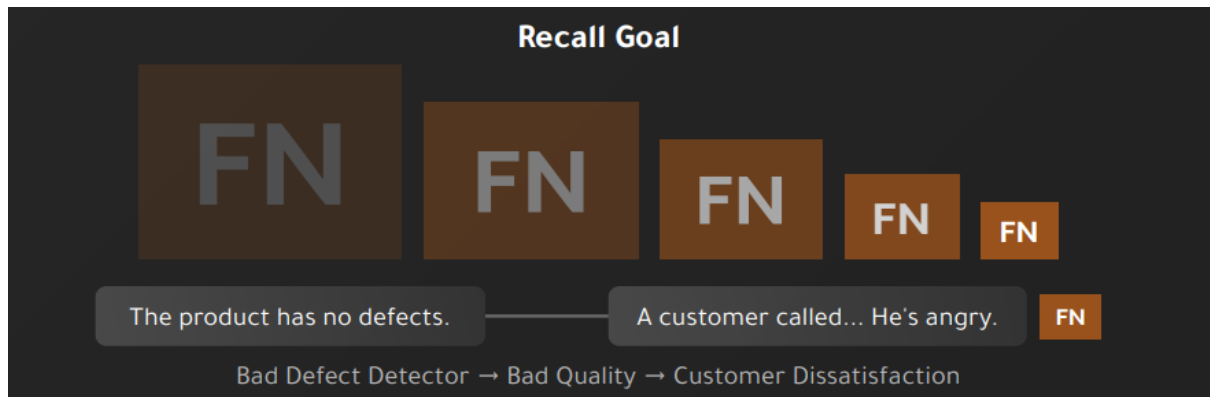 Recall Goal
FN FN FN FN FN
The product has no defects. A customer called... He's angry. FN
Bad Defect Detector → Bad Quality → Customer Dissatisfaction